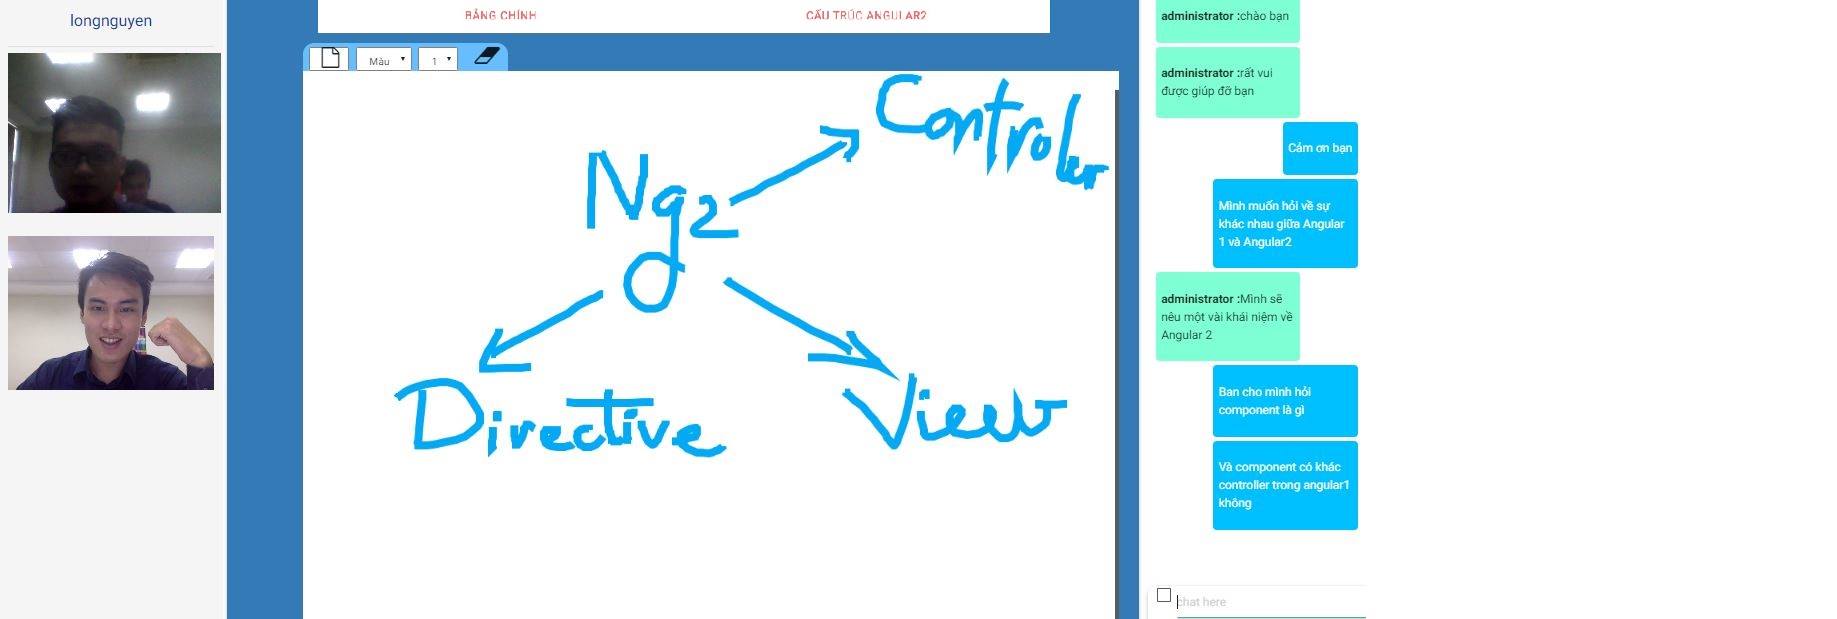 longnguyen
BẢNG CHÍNH
CẤU TRÚC ANGULAR2
Màu
1
Ng2
Controler
Directive
View
administrator :chào bạn
administrator :rất vui
được giúp đỡ bạn
Cảm ơn bạn
Mình muốn hỏi về sự
khác nhau giữa Angular
1 và Angular2
administrator :Mình sẽ
nêu một vài khái niệm về
Angular 2
Ban cho mình hỏi
component là gì
Và component có khác
controller trong angular1
không
chat here